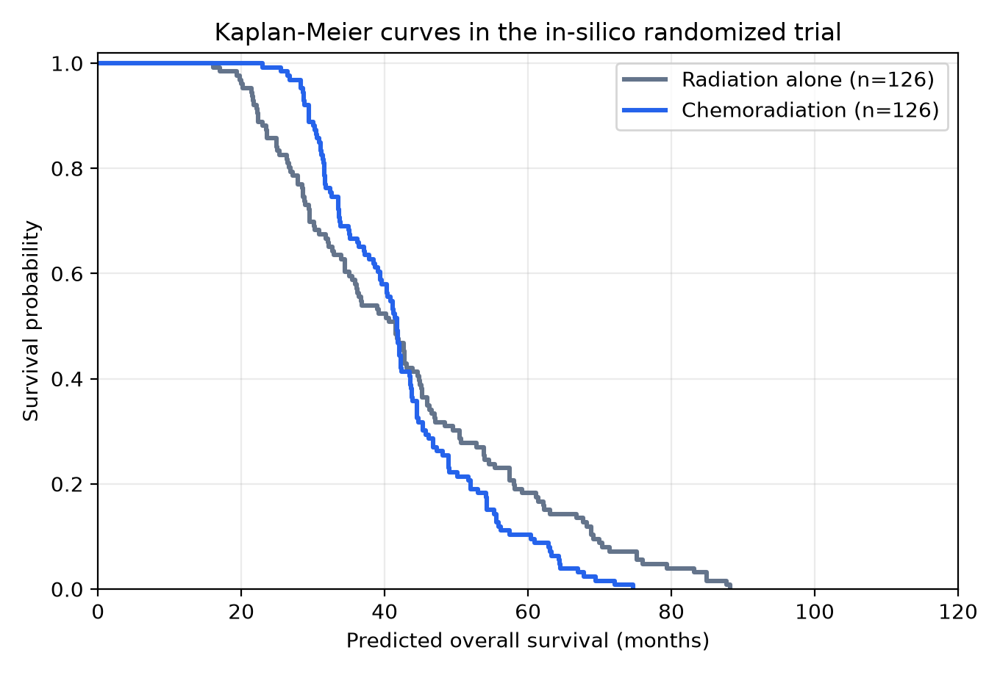 Kaplan-Meier curves in the in-silico randomized trial
Radiation alone (n=126)
Chemoradiation (n=126)
Survival probability
1.0
0.8
0.6
0.4
0.2
0.0
0 20 40 60 80 100 120
Predicted overall survival (months)